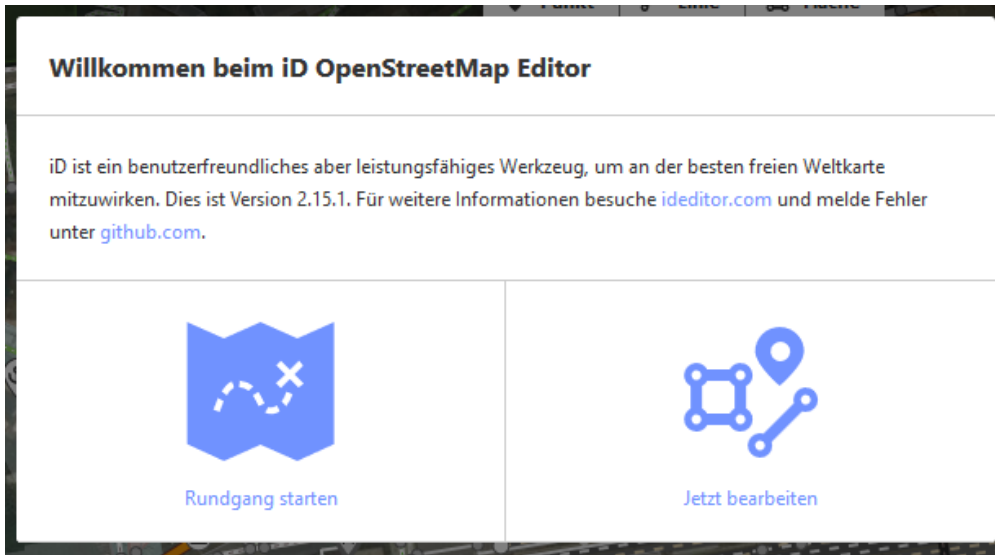 Willkommen beim iD OpenStreetMap Editor
iD ist ein benutzerfreundliches aber leistungsfähiges Werkzeug, um an der besten freien Weltkarte
mitzuwirken. Dies ist Version 2.15.1. Für weitere Informationen besuche ideditor.com und melde Fehler
unter github.com.
Rundgang starten
Jetzt bearbeiten